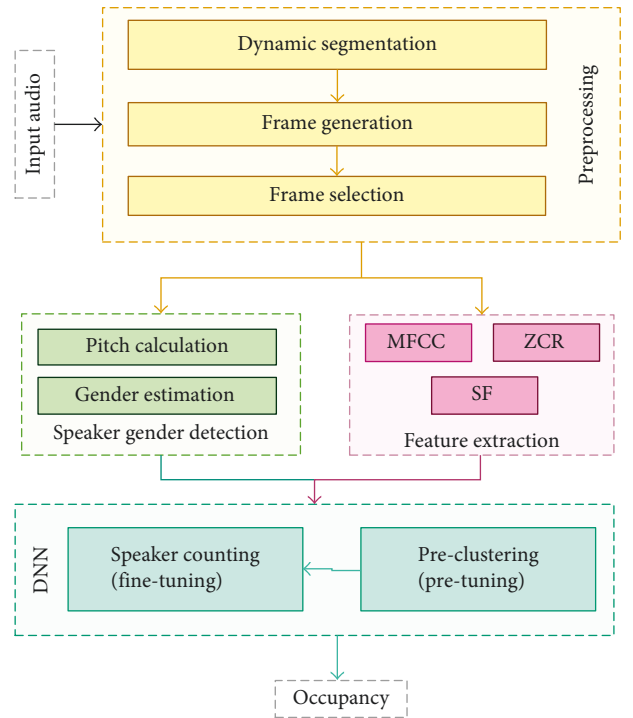 Input audio
Dynamic segmentation
Frame generation
Frame selection
Preprocessing
Pitch calculation
Gender estimation
Speaker gender detection
MFCC
ZCR
SF
Feature extraction
DNN
Speaker counting
(fine-tuning)
Pre-clustering
(pre-tuning)
Occupancy